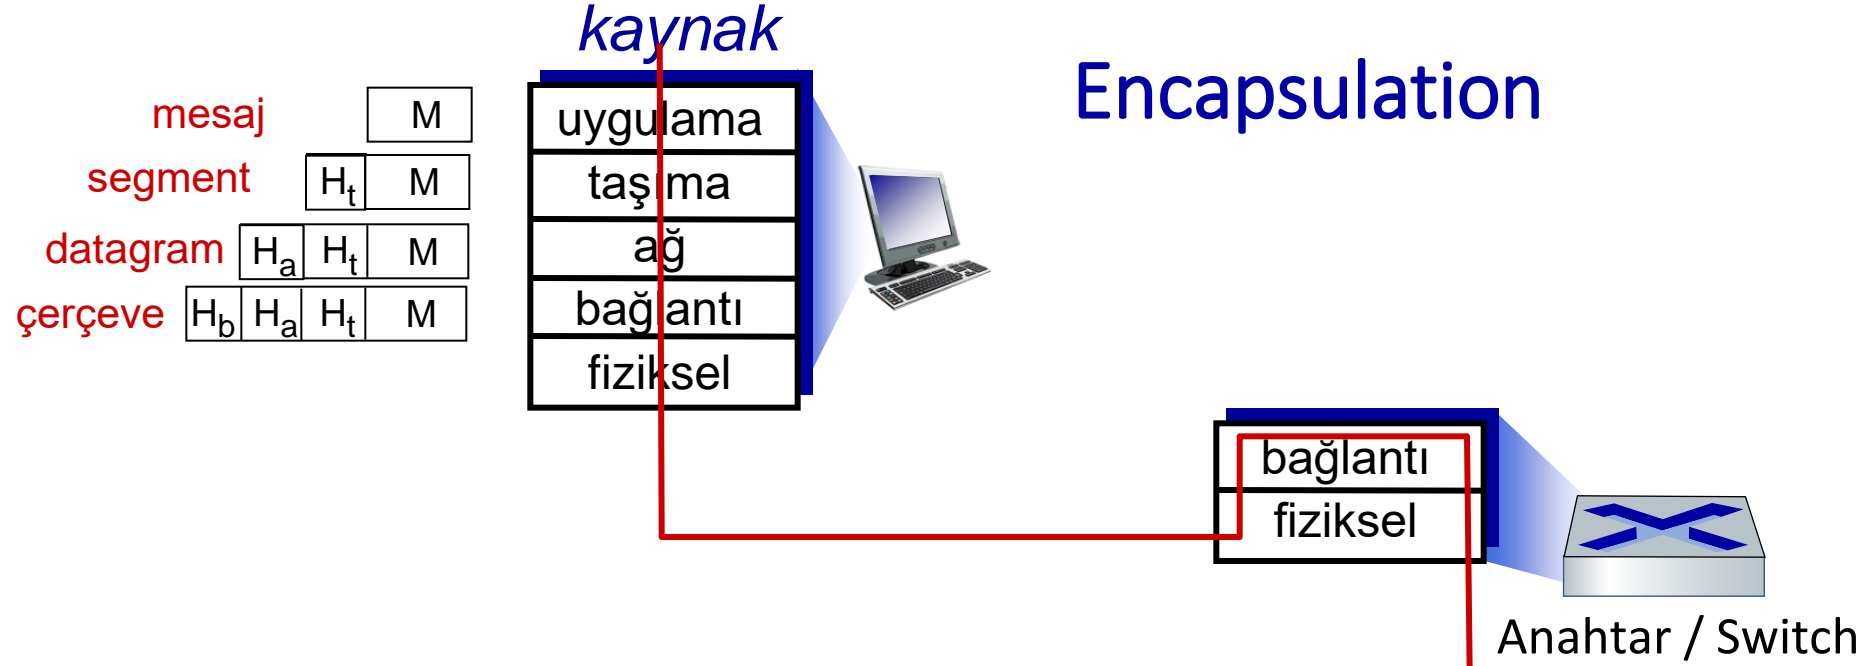 kaynak
Encapsulation
mesaj M uygulama
segment Ht M taşıma
datagram Ha Ht M ağ
çerçeve Hb Ha Ht M bağlantı
fiziksel
bağlantı
fiziksel
Anahtar / Switch